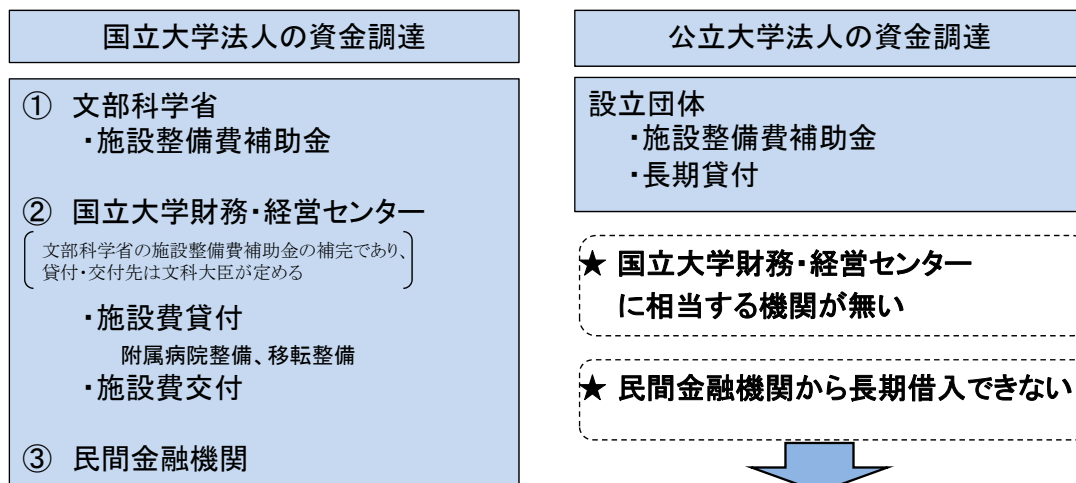 国立大学法人の資金調達
① 文部科学省
・施設整備費補助金
② 国立大学財務・経営センター
文部科学省の施設整備費補助金の補完であり、
貸付・交付先は文科大臣が定める
・施設費貸付
附属病院整備、移転整備
・施設費交付
③ 民間金融機関
公立大学法人の資金調達
設立団体
・施設整備費補助金
・長期貸付
★ 国立大学財務・経営センター
に相当する機関が無い
★ 民間金融機関から長期借入できない